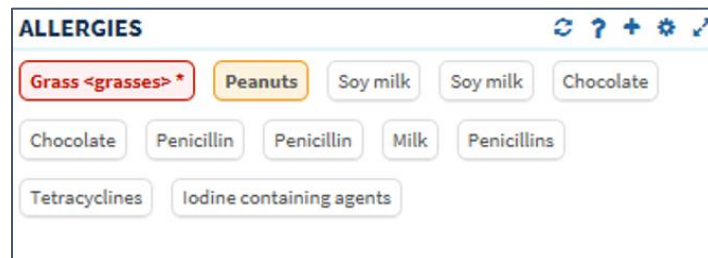 ALLERGIES ?
Grass <grasses> * Peanuts Soy milk Soy milk Chocolate
Chocolate Penicillin Penicillin Milk Penicillins
Tetracyclines Iodine containing agents